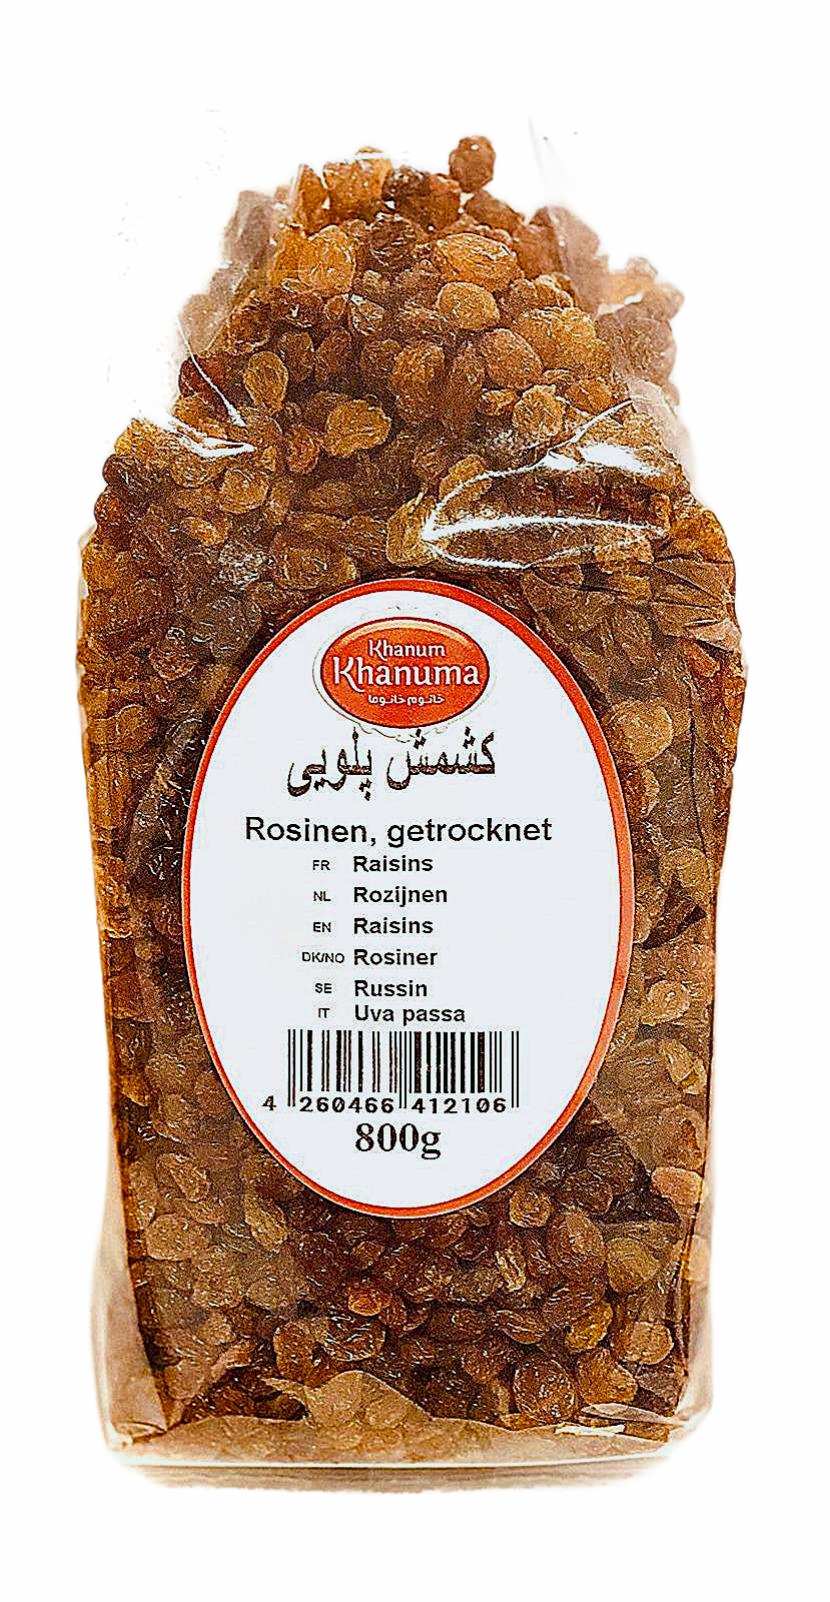 Khanum
Khanuma
خانوم خانوما
کشمش پلویی
Rosinen, getrocknet
FR Raisins
NL Rozijnen
EN Raisins
DK/NO Rosiner
SE Russin
IT Uva passa
4 260466 412106
800g